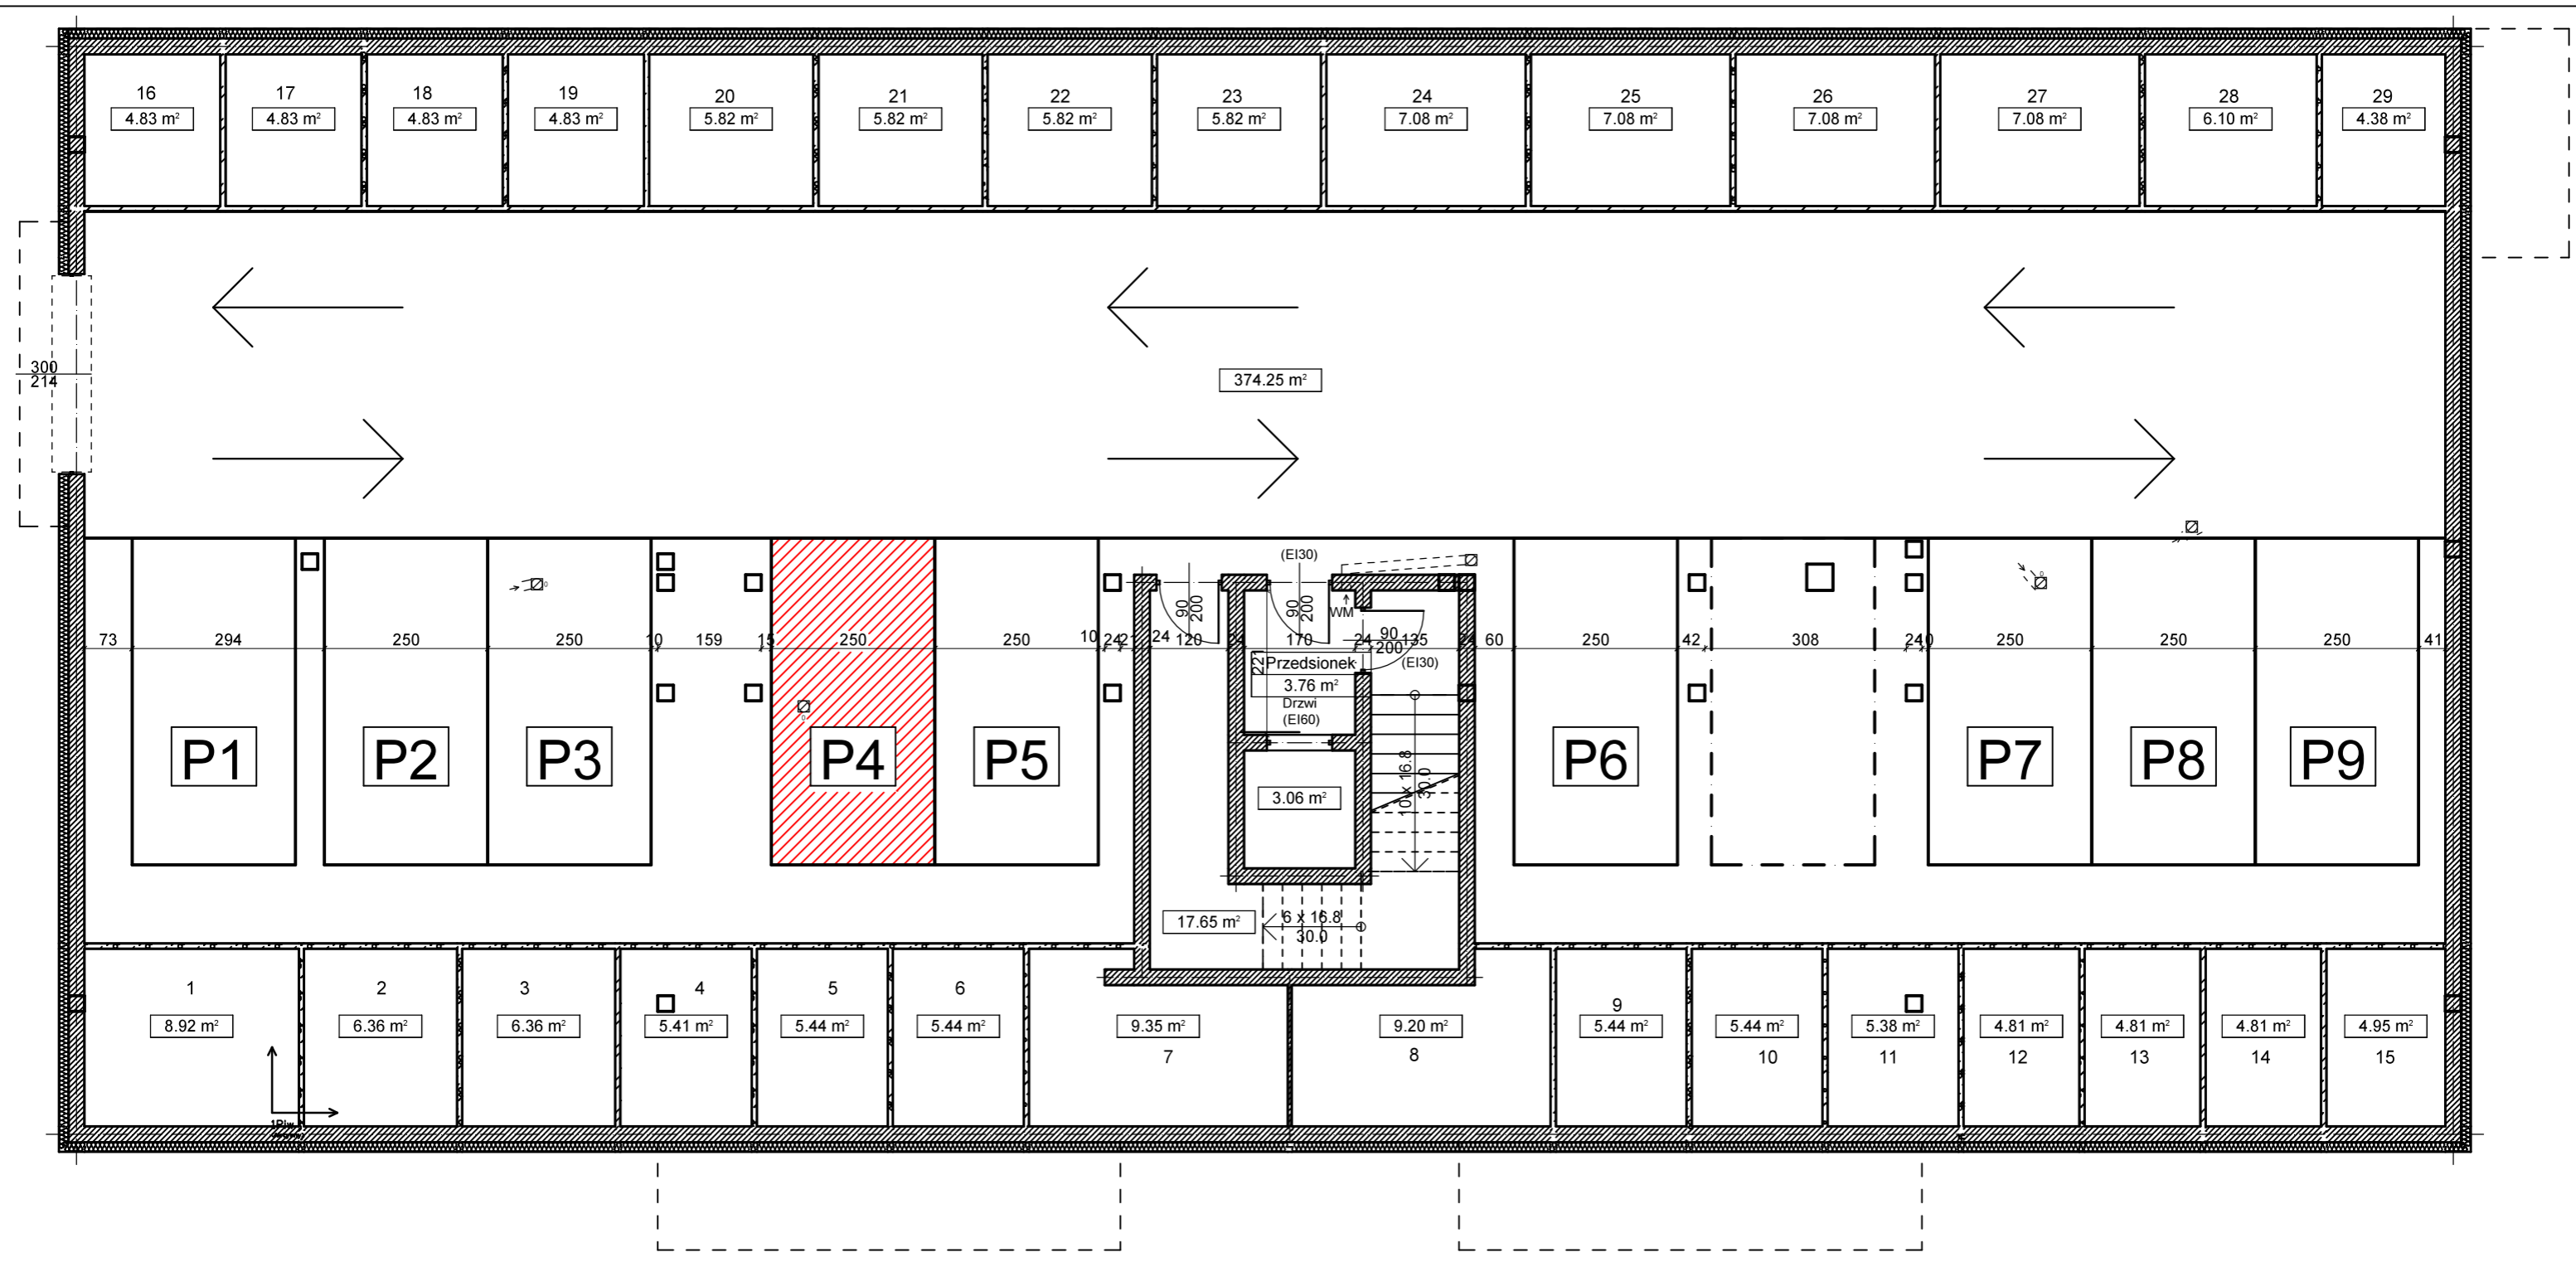 16 17 18 19 20 21 22 23 24 25 26 27 28 29
4.83 m² 4.83 m² 4.83 m² 4.83 m² 5.82 m² 5.82 m² 5.82 m² 5.82 m² 7.08 m² 7.08 m² 7.08 m² 7.08 m² 6.10 m² 4.38 m²
300
214
374.25 m²
(EI30)
90
200
90
200
WM
73 294 250 250 10 159 15 250 250 10 24 21 24 120 24 170 24 135 24 60 250 42 308 24 250 250 250 41
90
200
(EI30)
221
Przedsionek
3.76 m²
Drzwi
(EI60)
P1 P2 P3 P4 P5 P6 P7 P8 P9
10 x 16.8
30.0
3.06 m²
17.65 m²
6 x 16.8
30.0
1 2 3 4 5 6 9
8.92 m² 6.36 m² 6.36 m² 5.41 m² 5.44 m² 5.44 m² 9.35 m² 9.20 m² 5.44 m² 5.44 m² 5.38 m² 4.81 m² 4.81 m² 4.81 m² 4.95 m²
7 8 10 11 12 13 14 15